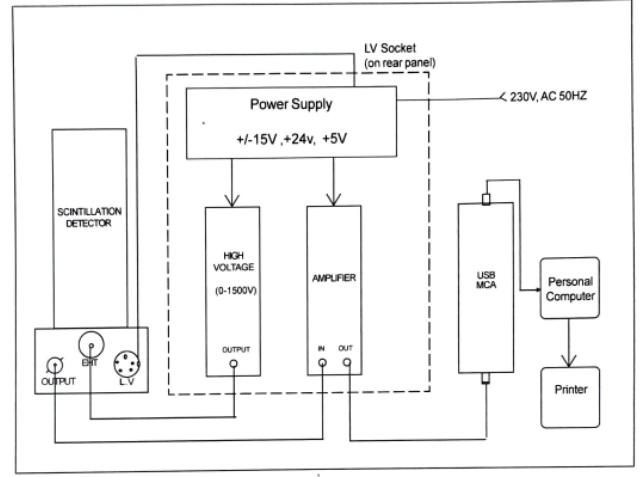 LV Socket
(on rear panel)
Power Supply
+/-15V ,+24v, +5V
230V, AC 50HZ
SCINTILLATION
DETECTOR
HIGH
VOLTAGE
(0-1500V)
OUTPUT
AMPLIFIER
IN OUT
USB
MCA
Personal
Computer
Printer
EHT
OUTPUT
L.V